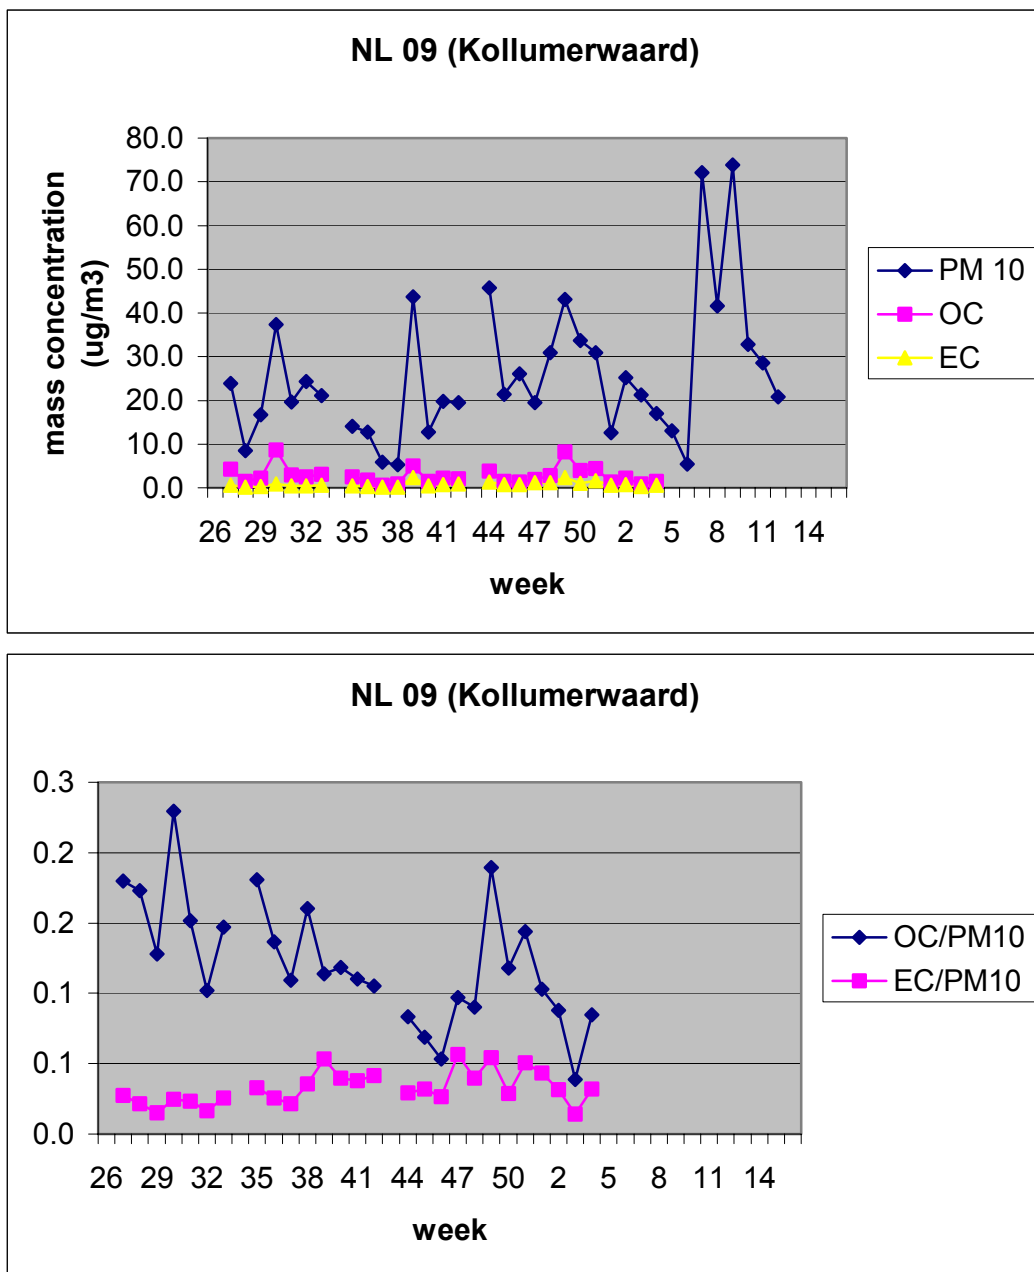 NL 09 (Kollumerwaard)
mass concentration
(ug/m3)
80.0
70.0
60.0
50.0
40.0
30.0
20.0
10.0
0.0
26 29 32 35 38 41 44 47 50 2 5 8 11 14
week
PM 10
OC
EC
NL 09 (Kollumerwaard)
0.3
0.2
0.2
0.1
0.1
0.0
26 29 32 35 38 41 44 47 50 2 5 8 11 14
week
OC/PM10
EC/PM10